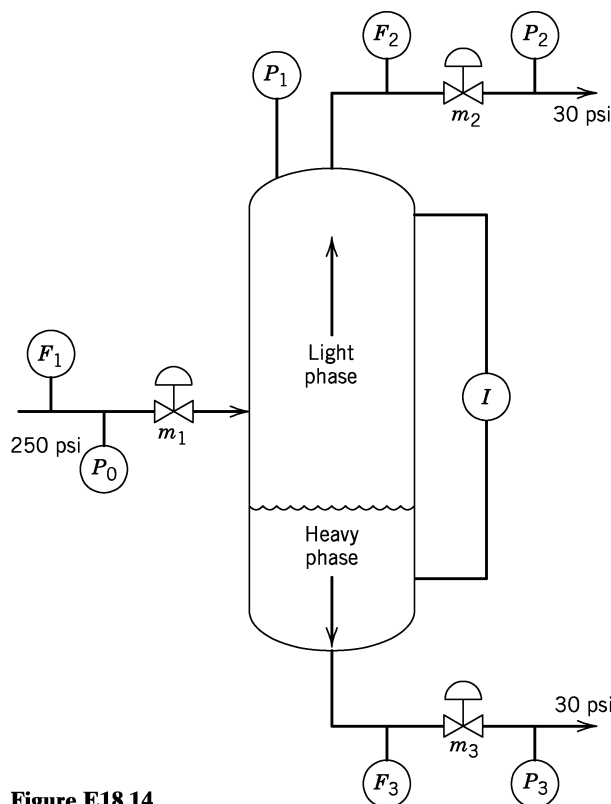 F2
P2
P1
m2
30 psi
F1
Light
phase
I
m1
250 psi
P0
Heavy
phase
30 psi
m3
F3
P3
Figure E18.14